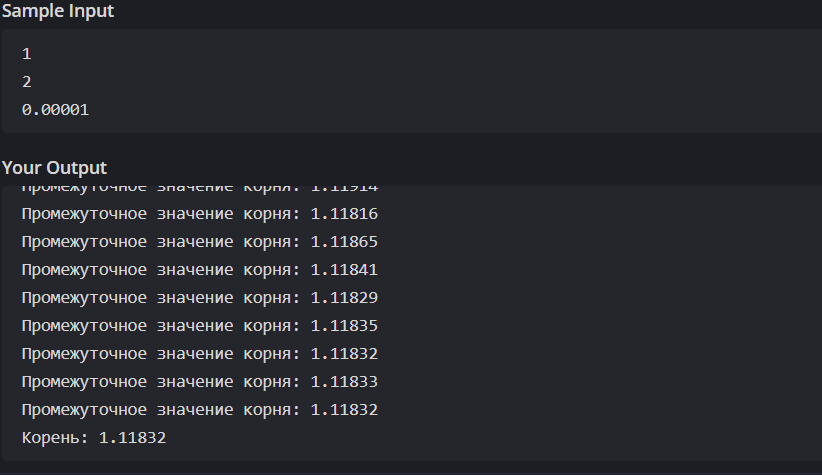 Sample Input
1
2
0.00001
Your Output
Промежуточное значение корня: 1.11914
Промежуточное значение корня: 1.11816
Промежуточное значение корня: 1.11865
Промежуточное значение корня: 1.11841
Промежуточное значение корня: 1.11829
Промежуточное значение корня: 1.11835
Промежуточное значение корня: 1.11832
Промежуточное значение корня: 1.11833
Промежуточное значение корня: 1.11832
Корень: 1.11832